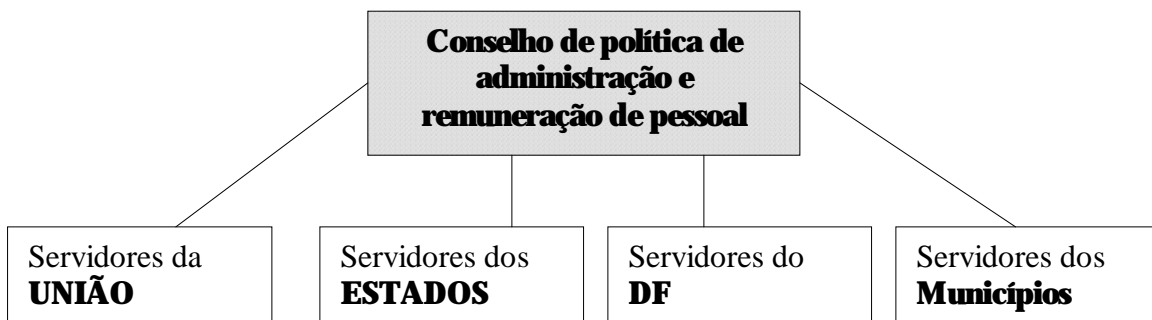 Conselho de política de
administração e
remuneração de pessoal
Servidores da
UNIÃO
Servidores dos
ESTADOS
Servidores do
DF
Servidores dos
Municípios